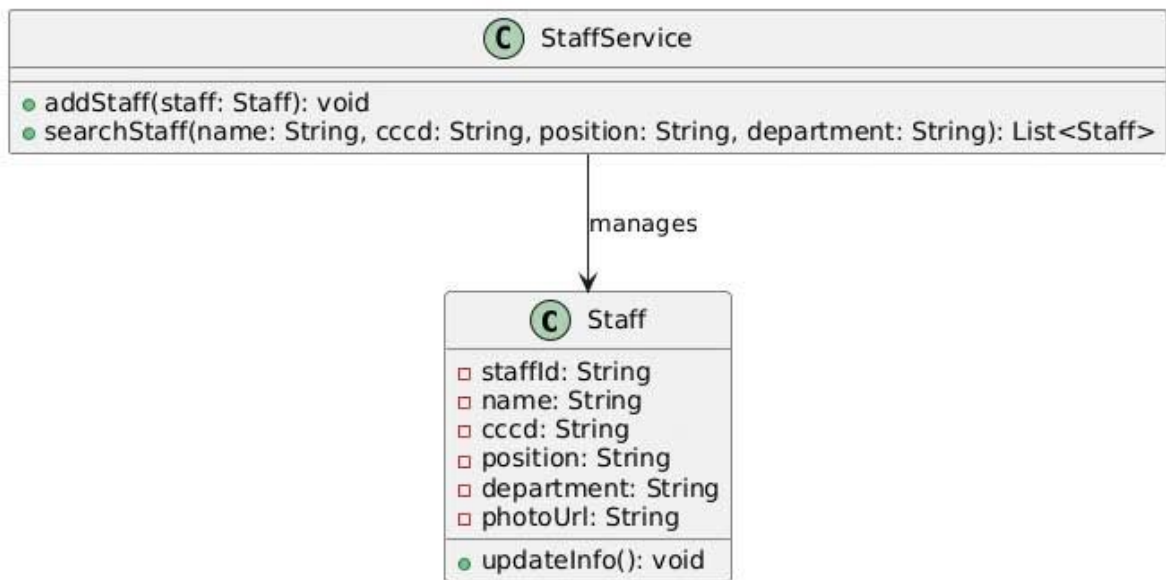 C StaffService
addStaff(staff: Staff): void
searchStaff(name: String, cccd: String, position: String, department: String): List<Staff>
manages
C Staff
staffId: String
name: String
cccd: String
position: String
department: String
photoUrl: String
updateInfo(): void